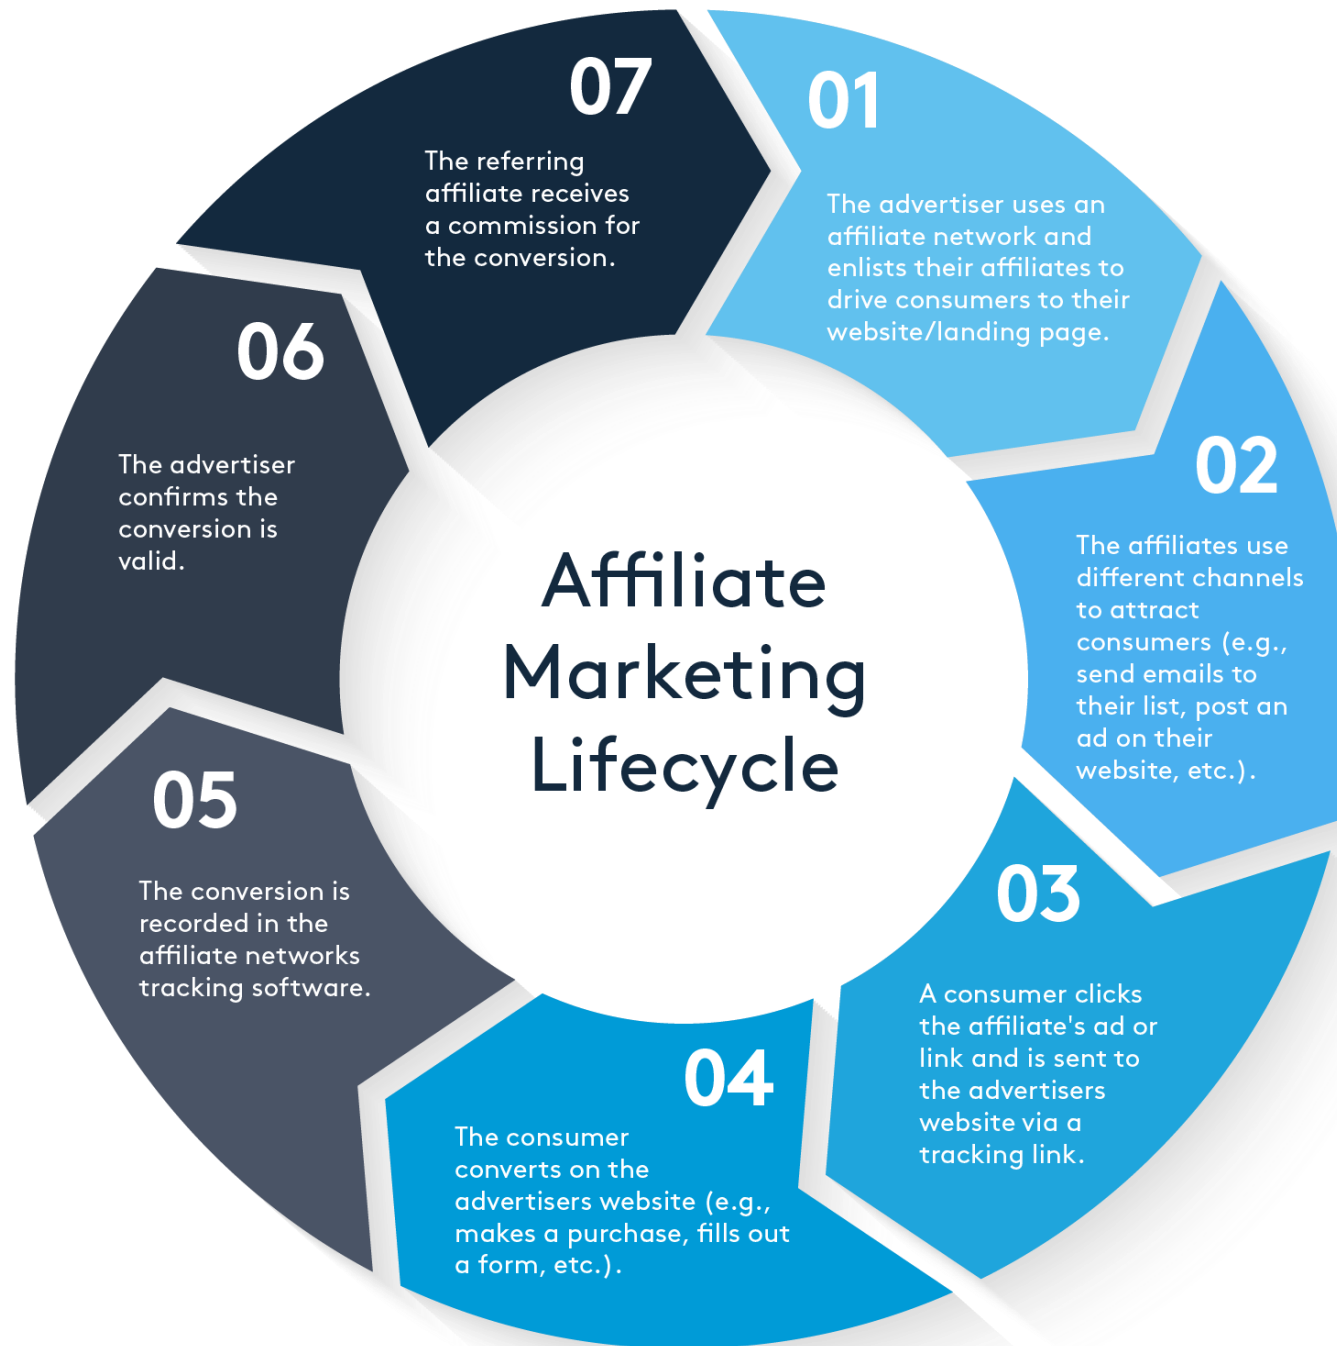 Affiliate
Marketing
Lifecycle
01
The advertiser uses an
affiliate network and
enlists their affiliates to
drive consumers to their
website/landing page.
02
The affiliates use
different channels
to attract
consumers (e.g.,
send emails to
their list, post an
ad on their
website, etc.).
03
A consumer clicks
the affiliate's ad or
link and is sent to
the advertisers
website via a
tracking link.
04
The consumer
converts on the
advertisers website (e.g.,
makes a purchase, fills out
a form, etc.).
05
The conversion is
recorded in the
affiliate networks
tracking software.
06
The advertiser
confirms the
conversion is
valid.
07
The referring
affiliate receives
a commission for
the conversion.